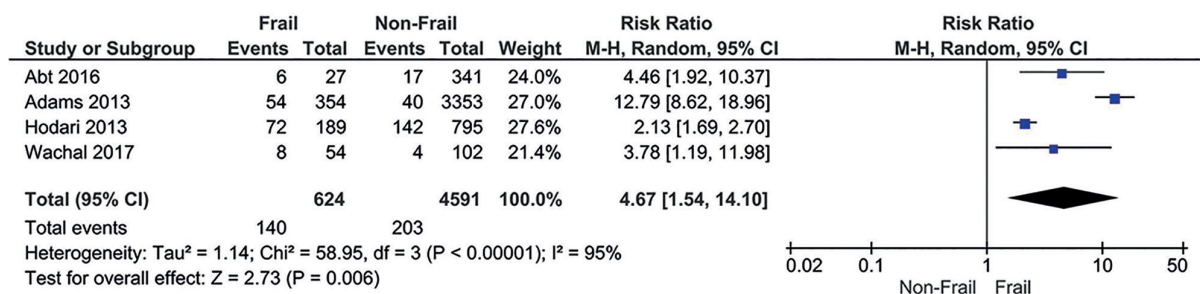 Frail Non-Frail Risk Ratio Risk Ratio
Study or Subgroup Events Total Events Total Weight M-H, Random, 95% CI M-H, Random, 95% CI
Abt 2016 6 27 17 341 24.0% 4.46 [1.92, 10.37]
Adams 2013 54 354 40 3353 27.0% 12.79 [8.62, 18.96]
Hodari 2013 72 189 142 795 27.6% 2.13 [1.69, 2.70]
Wachal 2017 8 54 4 102 21.4% 3.78 [1.19, 11.98]
Total (95% CI) 624 4591 100.0% 4.67 [1.54, 14.10]
Total events 140 203
Heterogeneity: Tau² = 1.14; Chi² = 58.95, df = 3 (P < 0.00001); I² = 95%
Test for overall effect: Z = 2.73 (P = 0.006)
0.02 0.1 1 10 50
Non-Frail Frail